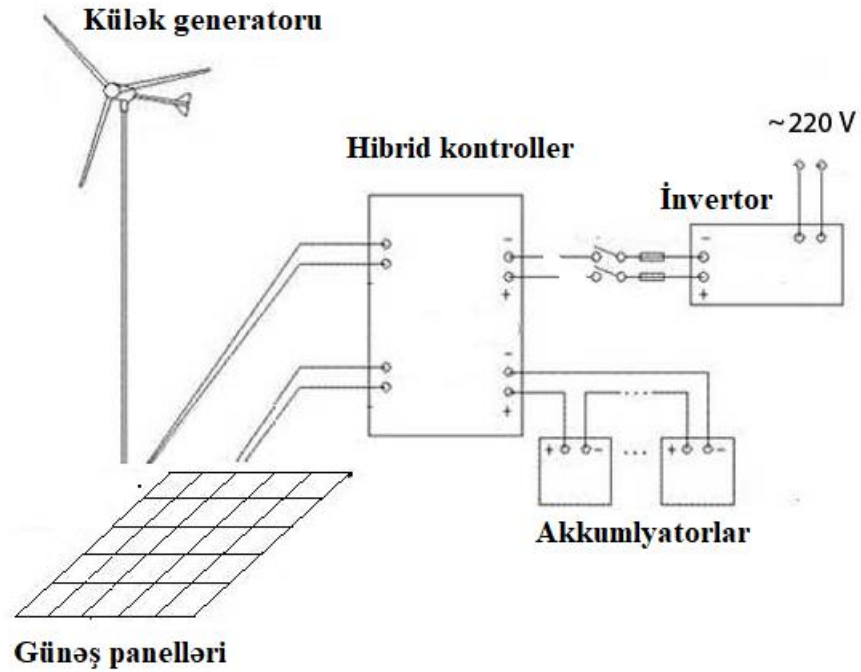 Külək generatoru
~220 V
Hibrid kontroller
İnvertor
-
-
+
+
-
+
+ - ... + -
Akkumlyatorlar
Günəş panelləri